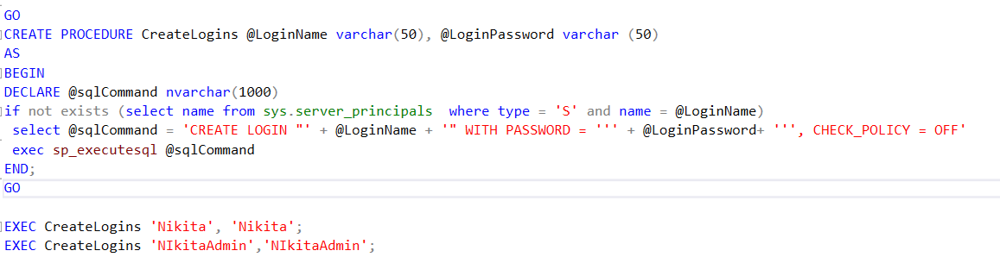 GO
CREATE PROCEDURE CreateLogins @LoginName varchar(50), @LoginPassword varchar (50)
AS
BEGIN
DECLARE @sqlCommand nvarchar(1000)
if not exists (select name from sys.server_principals  where type = 'S' and name = @LoginName)
 select @sqlCommand = 'CREATE LOGIN "' + @LoginName + '" WITH PASSWORD = ''' + @LoginPassword+ ''', CHECK_POLICY = OFF'
 exec sp_executesql @sqlCommand
END;
GO
EXEC CreateLogins 'Nikita', 'Nikita';
EXEC CreateLogins 'NIkitaAdmin','NIkitaAdmin';